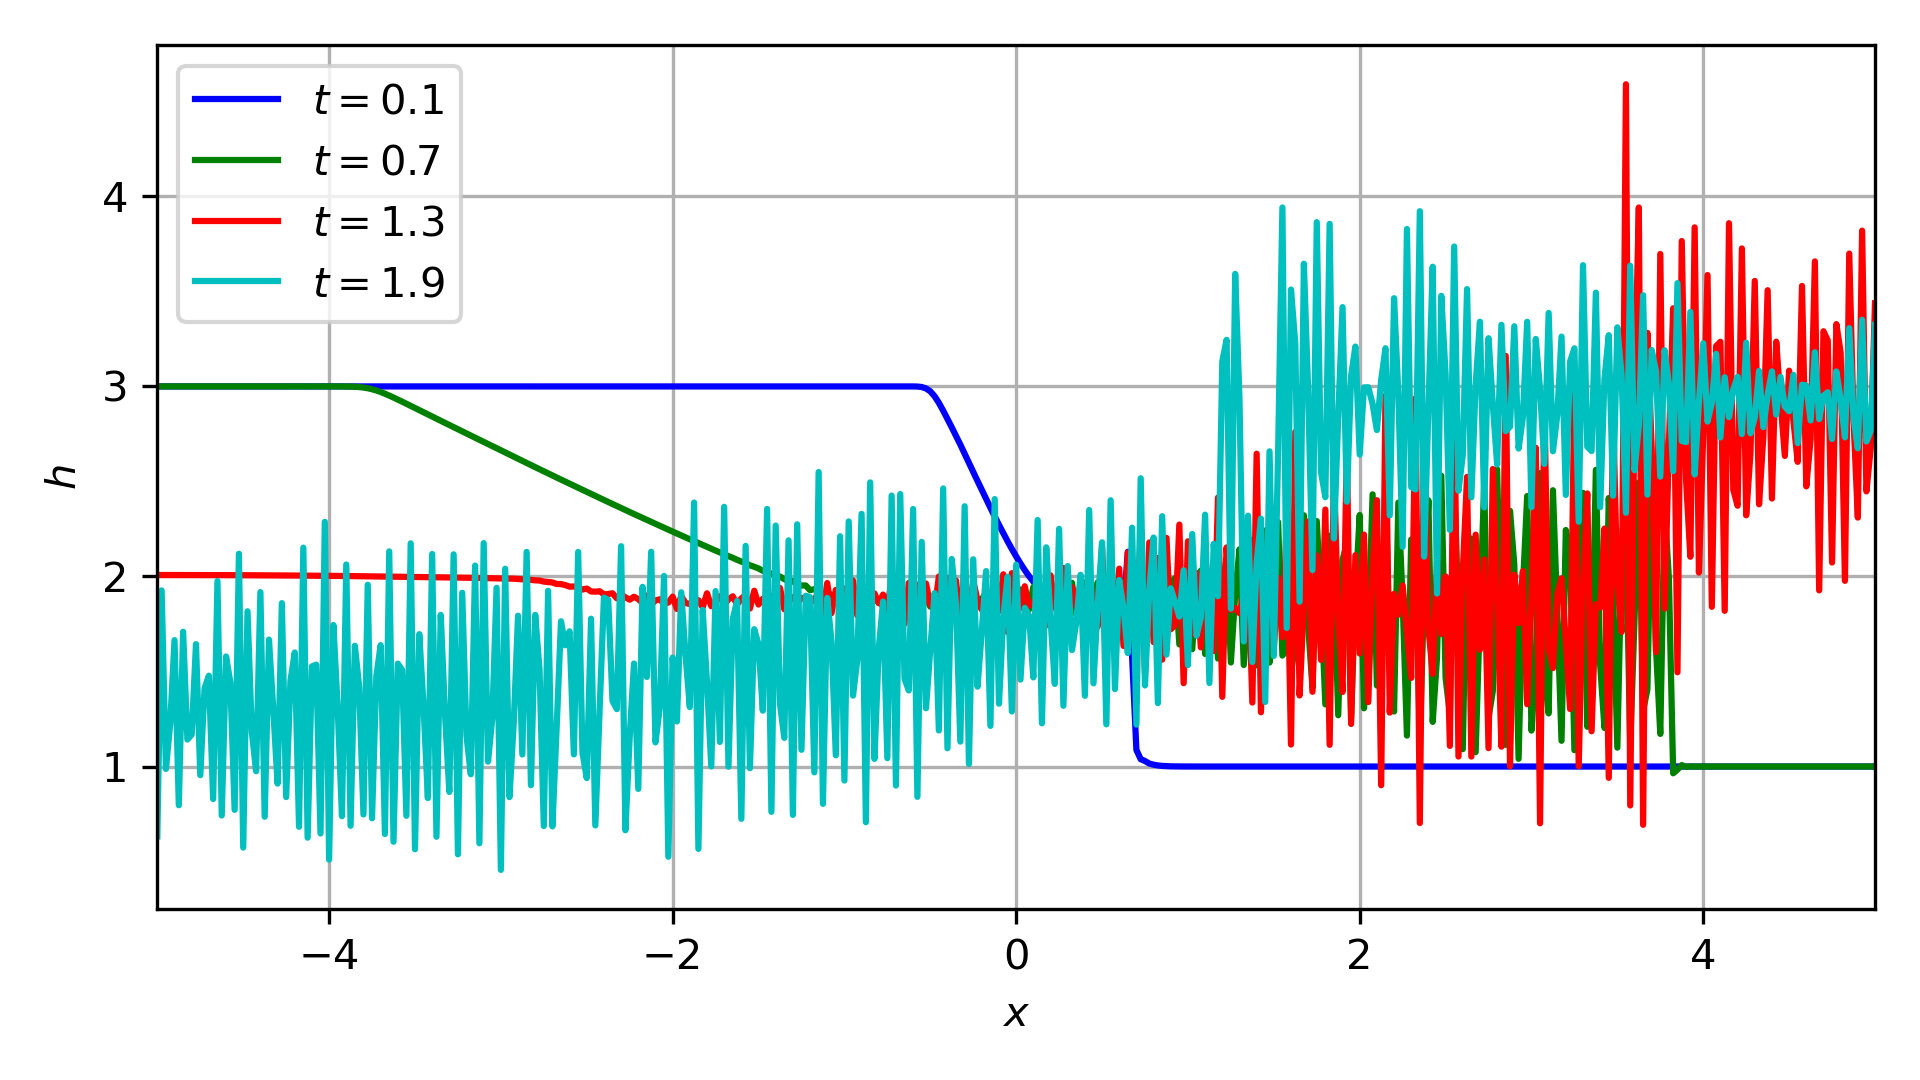 t = 0.1
t = 0.7
t = 1.3
t = 1.9
4
3
2
1
h
−4 −2 0 2 4
x